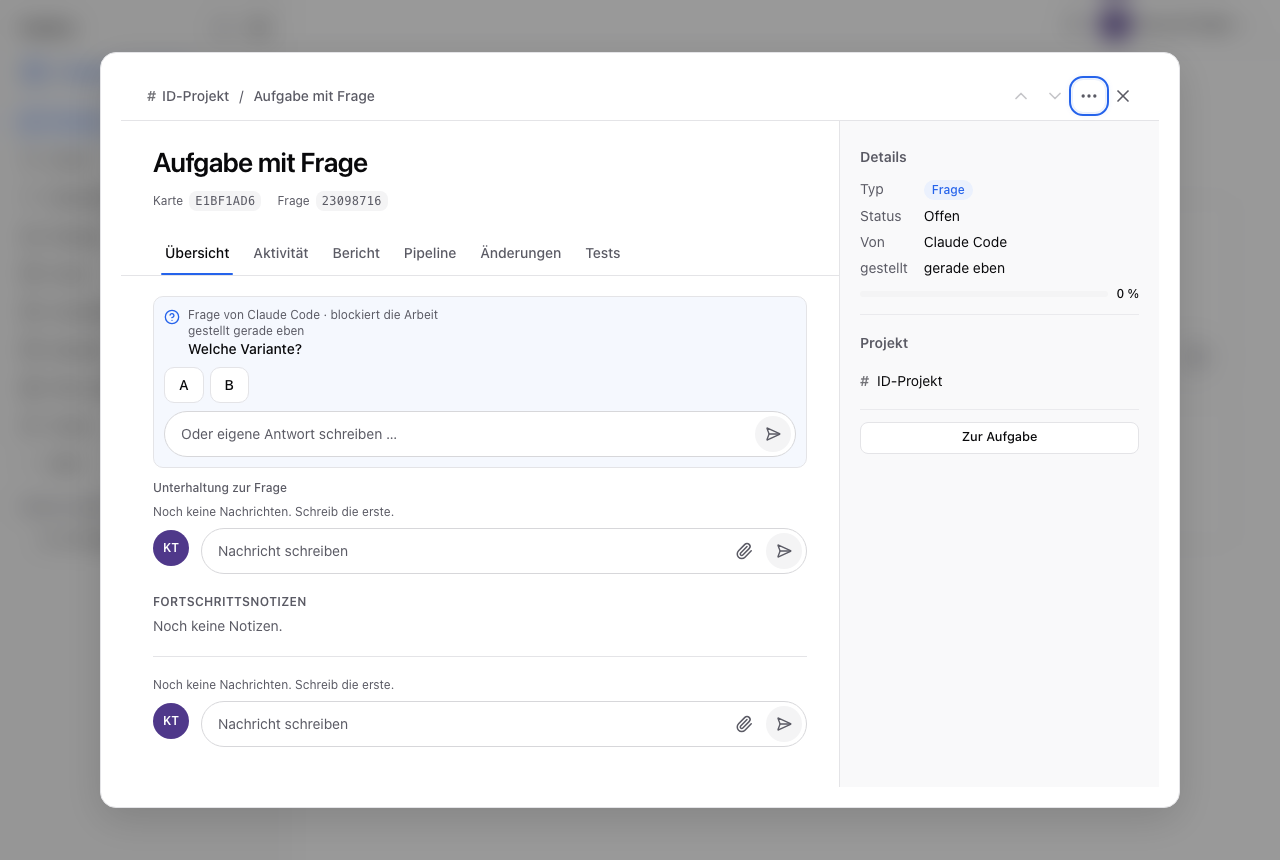 # ID-Projekt / Aufgabe mit Frage
Aufgabe mit Frage
Karte E1BF1AD6 Frage 23098716
Übersicht Aktivität Bericht Pipeline Änderungen Tests
Frage von Claude Code · blockiert die Arbeit
gestellt gerade eben
Welche Variante?
A B
Oder eigene Antwort schreiben …
Unterhaltung zur Frage
Noch keine Nachrichten. Schreib die erste.
KT Nachricht schreiben
FORTSCHRITTSNOTIZEN
Noch keine Notizen.
Noch keine Nachrichten. Schreib die erste.
KT Nachricht schreiben
Details
Typ Frage
Status Offen
Von Claude Code
gestellt gerade eben
0 %
Projekt
# ID-Projekt
Zur Aufgabe